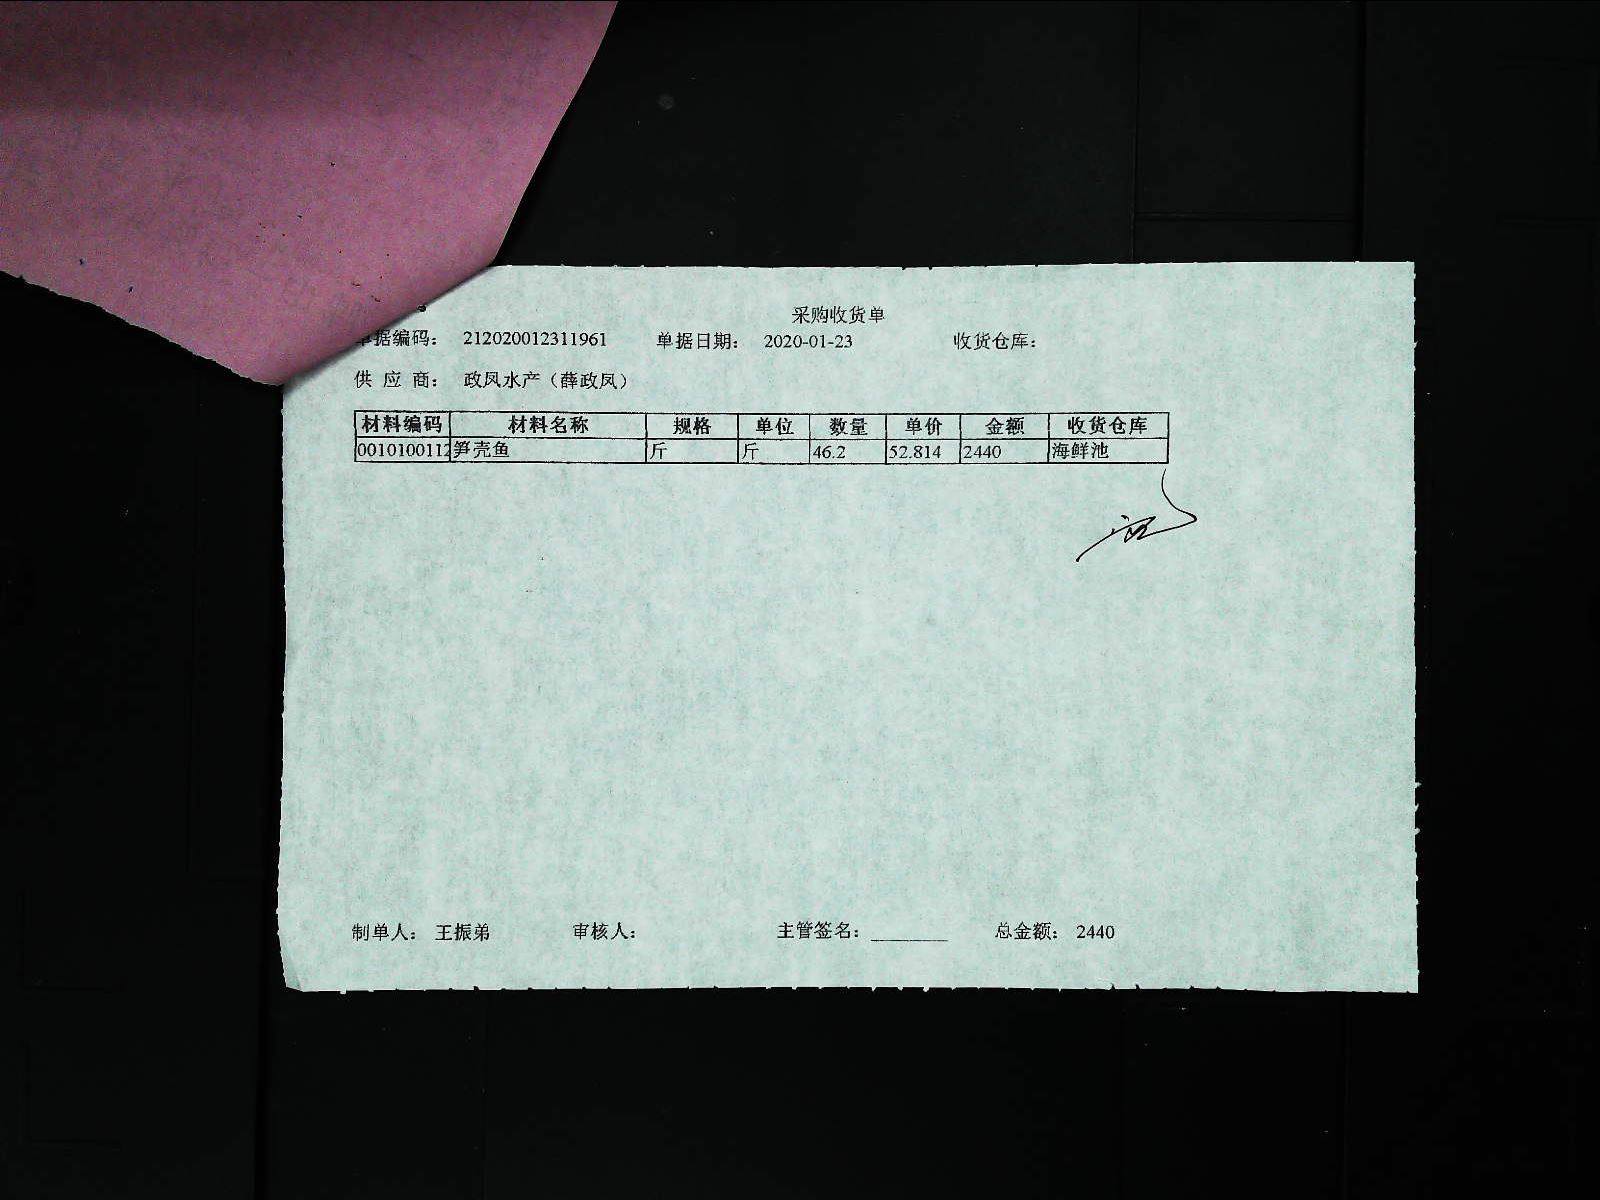 采购收货单
单据编码： 212020012311961 单据日期： 2020-01-23 收货仓库：
供 应 商： 政凤水产（薛政凤）
材料编码 材料名称 规格 单位 数量 单价 金额 收货仓库
0010100112 笋壳鱼 斤 斤 46.2 52.814 2440 海鲜池
制单人： 王振弟 审核人： 主管签名：________ 总金额： 2440